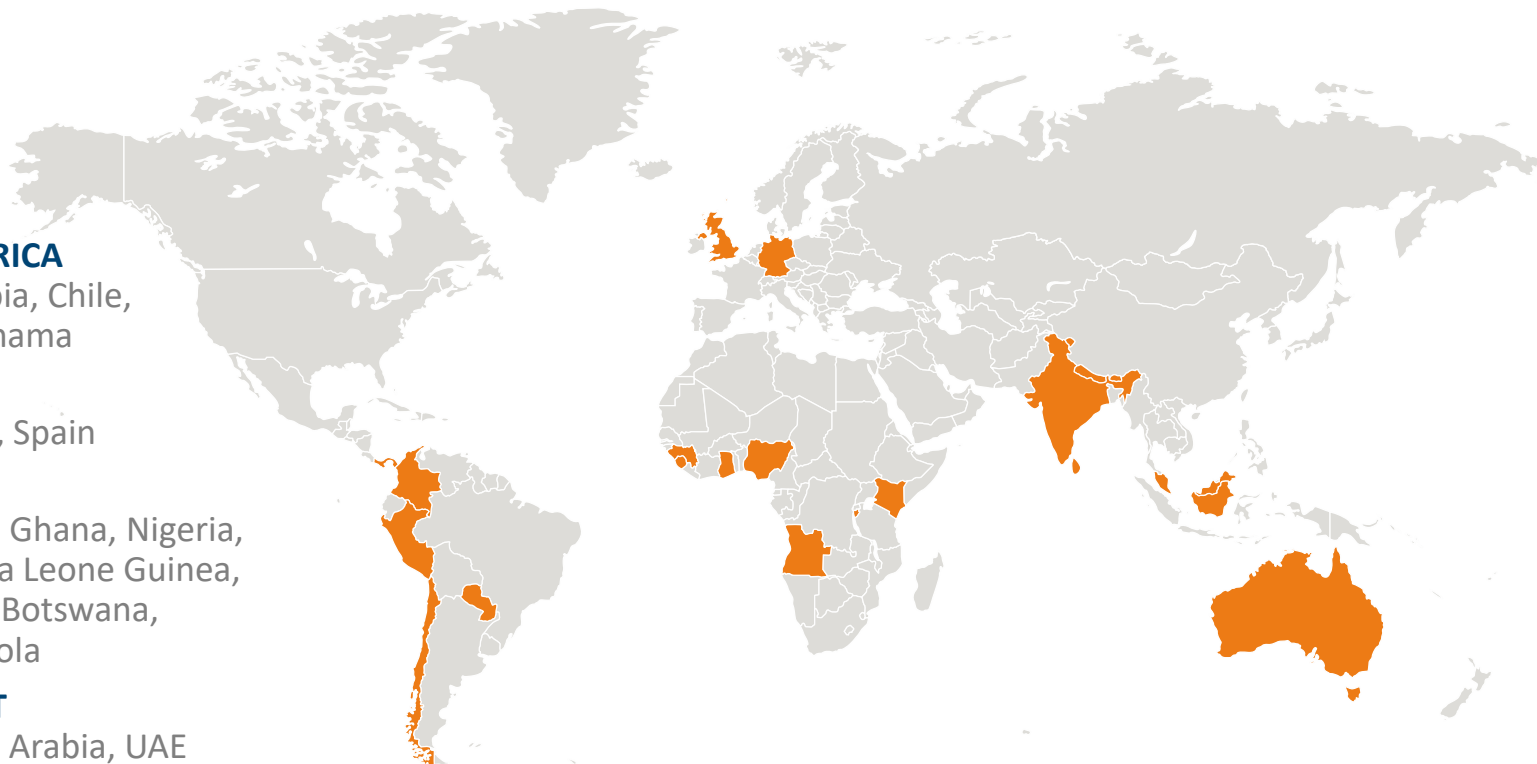 RICA
bia, Chile,
nama
, Spain
Ghana, Nigeria,
a Leone Guinea,
Botswana,
ola
T
Arabia, UAE